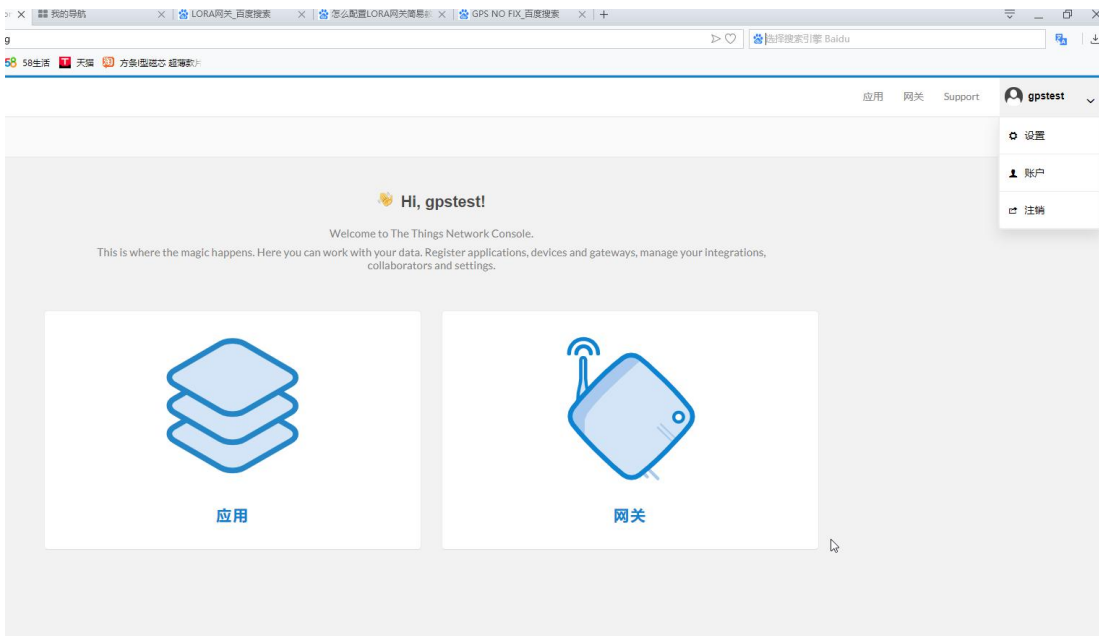 我的导航
LORA网关_百度搜索
怎么配置LORA网关简易教
GPS NO FIX_百度搜索
g
选择搜索引擎 Baidu
58 58生活 天猫 方条I型磁芯 超薄款
应用 网关 Support gpstest
设置
账户
注销
Hi, gpstest!
Welcome to The Things Network Console.
This is where the magic happens. Here you can work with your data. Register applications, devices and gateways, manage your integrations,
collaborators and settings.
应用
网关